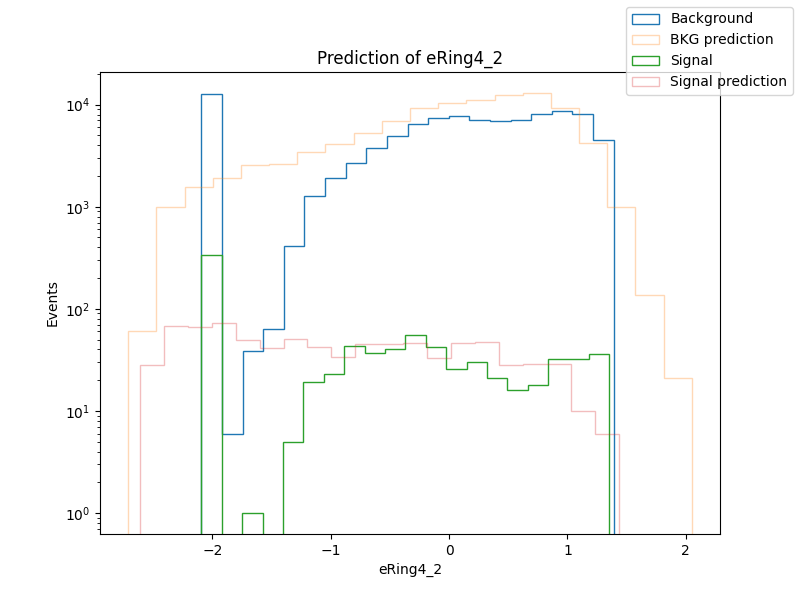 Prediction of eRing4_2
Background
BKG prediction
Signal
Signal prediction
Events
10⁴
10³
10²
10¹
10⁰
−2
−1
0
1
2
eRing4_2